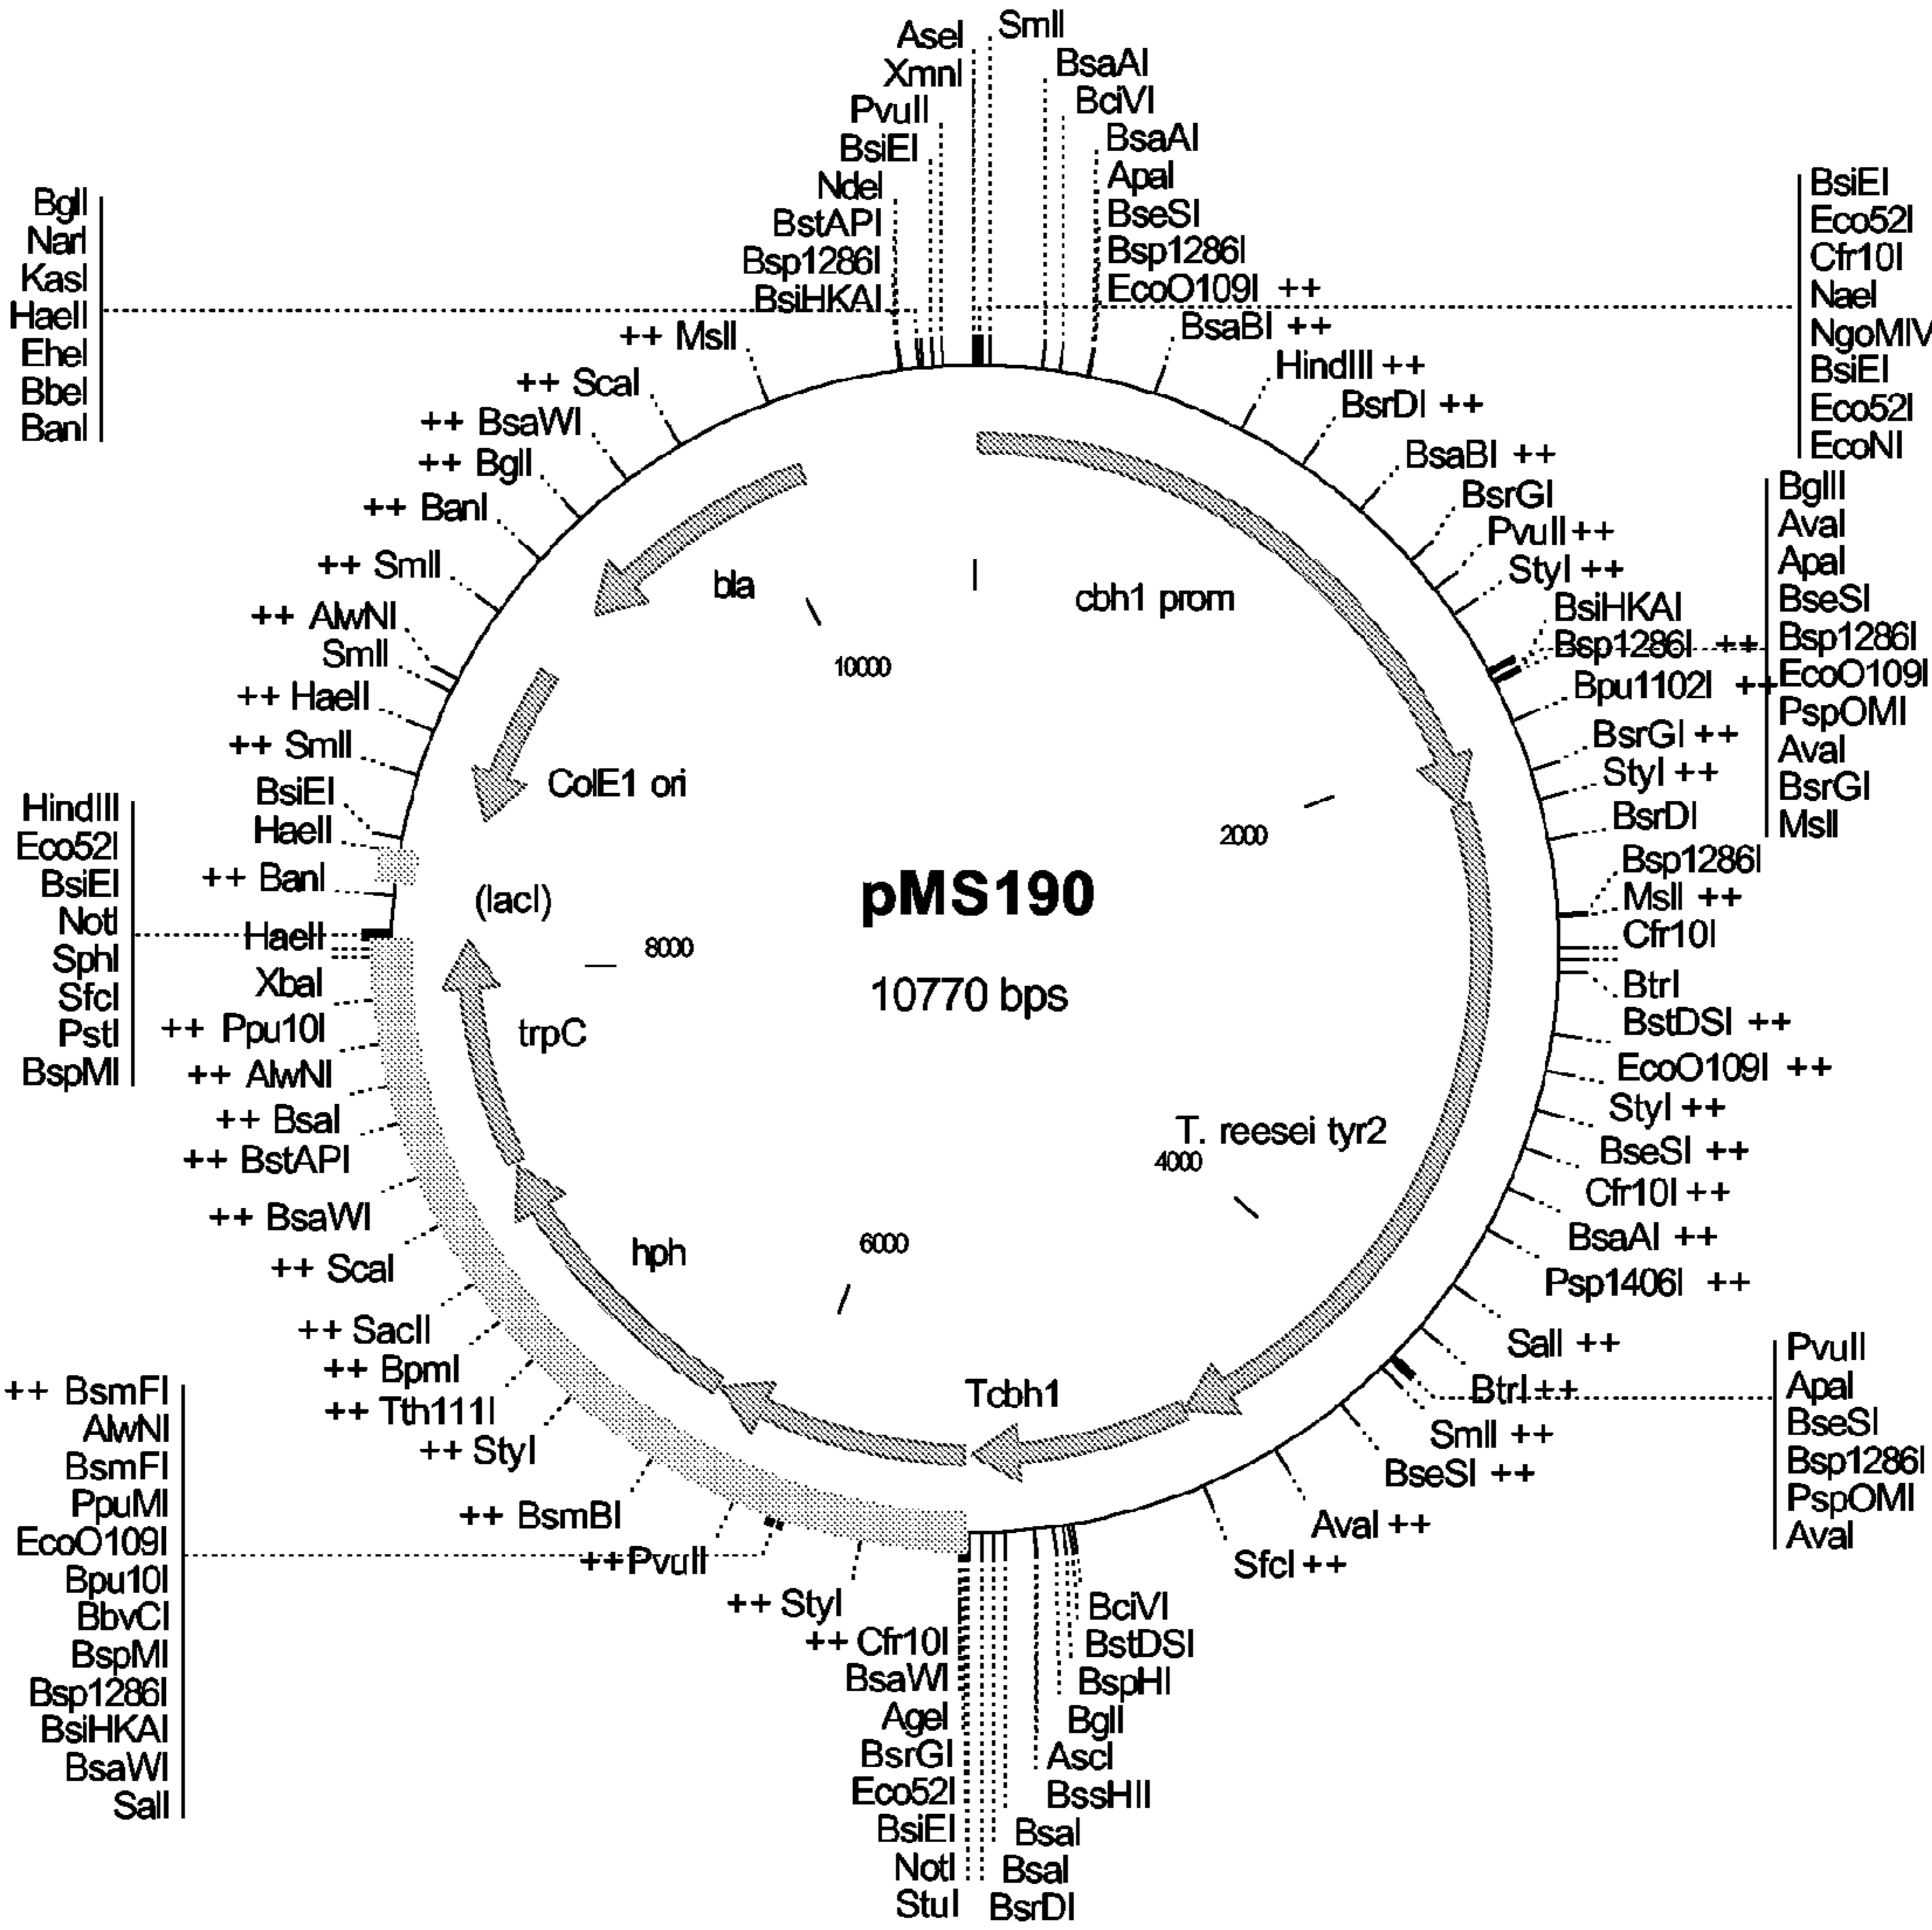 AseI
XmnI
PvuII
BsiEI
NdeI
BstAPI
Bsp1286I
BsiHKAI
SmlI
BsaAI
BciVI
BsaAI
ApaI
BseSI
Bsp1286I
EcoO109I ++
BsaBI ++
HindIII ++
BsrDI ++
BsaBI ++
BsrGI
PvuII ++
StyI ++
BsiHKAI
Bsp1286I ++
Bpu1102I ++
BsrGI ++
StyI ++
BsrDI
Bsp1286I
MslI ++
Cfr10I
BtrI
BstDSI ++
EcoO109I ++
StyI ++
BseSI ++
Cfr10I ++
BsaAI ++
Psp1406I ++
SalI ++
BtrI ++
SmlI ++
BseSI ++
AvaI ++
SfcI ++
BsiEI
Eco52I
Cfr10I
NaeI
NgoMIV
BsiEI
Eco52I
EcoNI
BglII
AvaI
ApaI
BseSI
Bsp1286I
EcoO109I
PspOMI
AvaI
BsrGI
MslI
PvuII
ApaI
BseSI
Bsp1286I
PspOMI
AvaI
BciVI
BstDSI
BspHI
BglI
AscI
BssHII
BsaI
BsaI
BsrDI
++ Cfr10I
BsaWI
AgeI
BsrGI
Eco52I
BsiEI
NotI
StuI
++ StyI
++ PvuII
++ BsmBI
++ StyI
++ Tth111I
++ BpmI
++ SacII
++ ScaI
++ BsaWI
++ BstAPI
++ BsaI
++ AlwNI
++ Ppu10I
XbaI
HaeII
++ BanI
HaeII
BsiEI
++ SmlI
++ HaeII
SmlI
++ AlwNI
++ SmlI
++ BanI
++ BglI
++ BsaWI
++ ScaI
++ MslI
BglI
NarI
KasI
HaeII
EheI
BbeI
BanI
HindIII
Eco52I
BsiEI
NotI
SphI
SfcI
PstI
BspMI
++ BsmFI
AlwNI
BsmFI
PpuMI
EcoO109I
Bpu10I
BbvCI
BspMI
Bsp1286I
BsiHKAI
BsaWI
SalI
bla
cbh1 prom
10000
ColE1 ori
2000
(lacI)
pMS190
10770 bps
8000
trpC
T. reesei tyr2
4000
hph
6000
Tcbh1